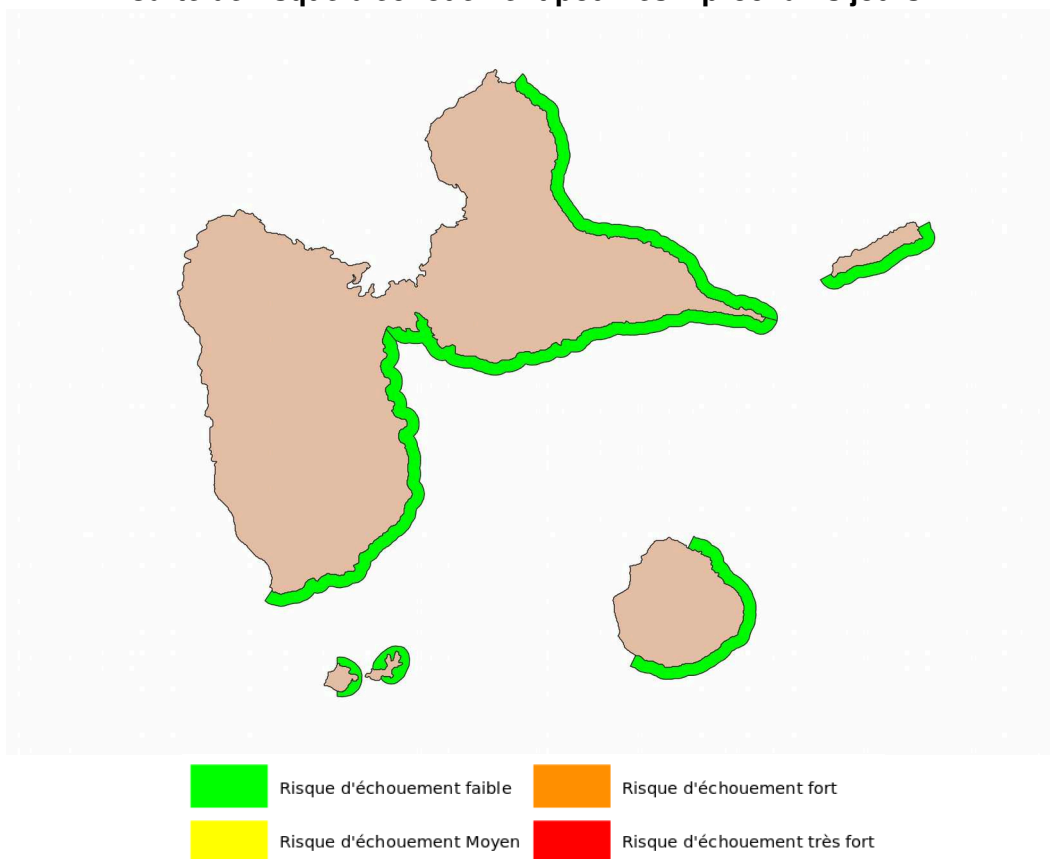 Risque d'échouement faible
Risque d'échouement fort
Risque d'échouement Moyen
Risque d'échouement très fort